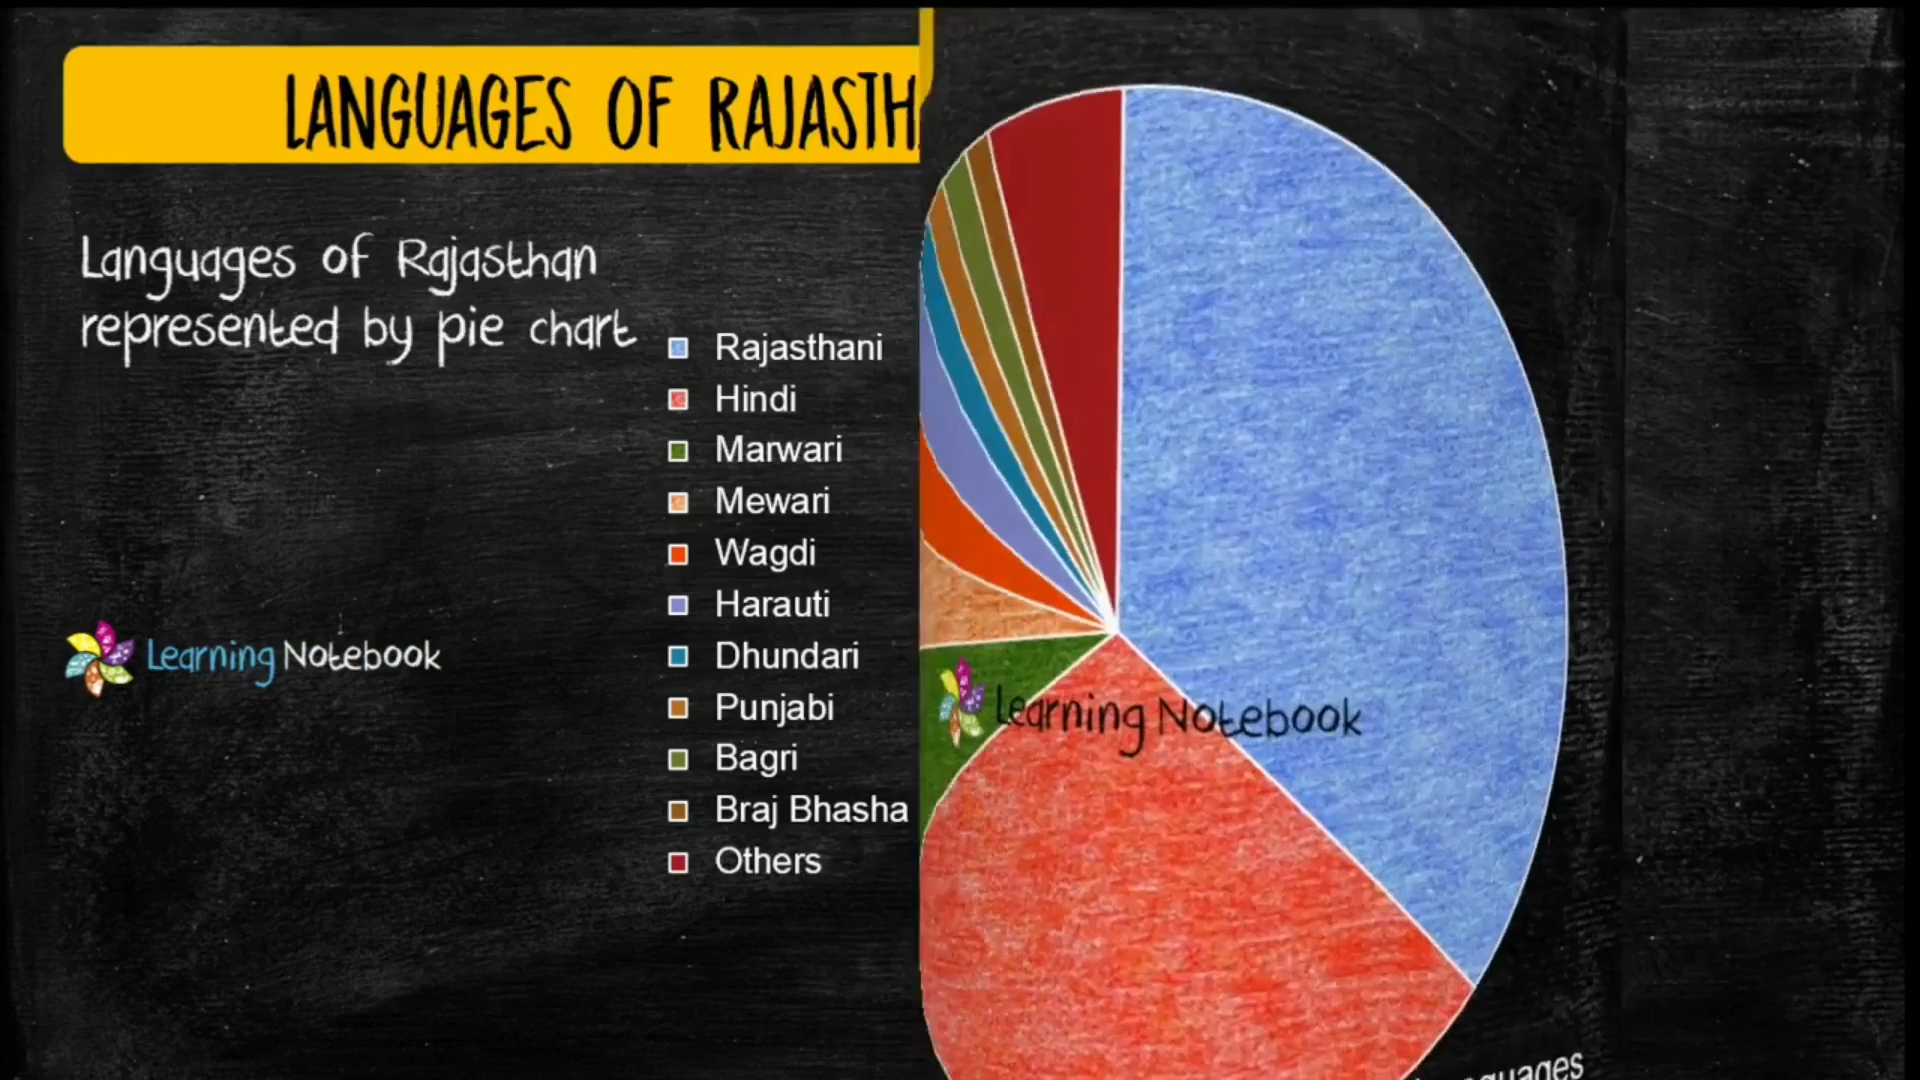 LANGUAGES OF RAJASTH
Languages of Rajasthan
represented by pie chart
Rajasthani
Hindi
Marwari
Mewari
Wagdi
Harauti
Dhundari
Punjabi
Bagri
Braj Bhasha
Others
Learning Notebook
Learning Notebook